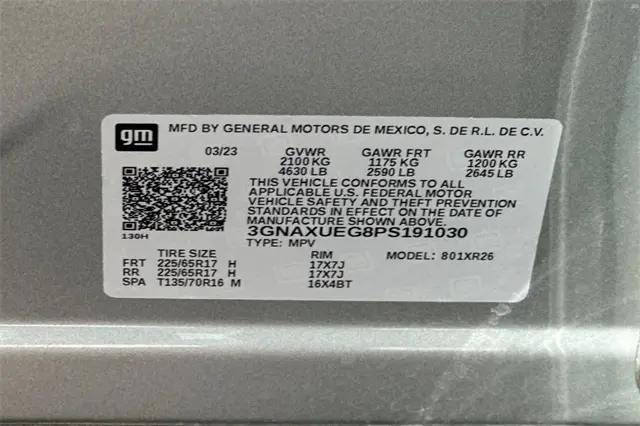 gm
MFD BY GENERAL MOTORS DE MEXICO, S. DE R.L. DE C.V.
03/23 GVWR GAWR FRT GAWR RR
2100 KG 1175 KG 1200 KG
4630 LB 2590 LB 2645 LB
THIS VEHICLE CONFORMS TO ALL
APPLICABLE U.S. FEDERAL MOTOR
VEHICLE SAFETY AND THEFT PREVENTION
STANDARDS IN EFFECT ON THE DATE OF
MANUFACTURE SHOWN ABOVE.
3GNAXUEG8PS191030
130H
TYPE: MPV
TIRE SIZE RIM MODEL: 801XR26
FRT 225/65R17 H 17X7J
RR 225/65R17 H 17X7J
SPA T135/70R16 M 16X4BT